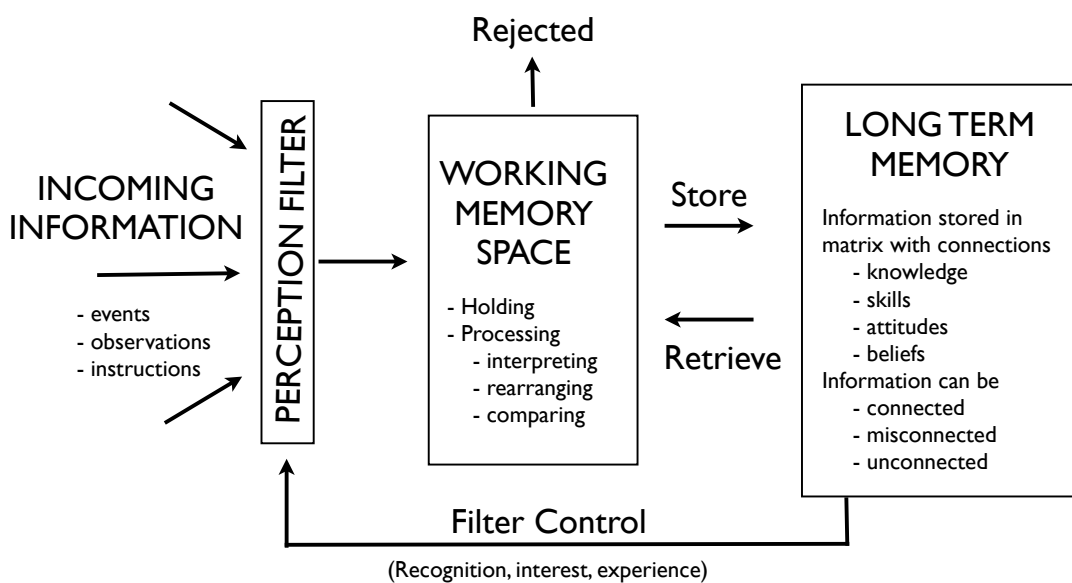 Rejected
INCOMING
INFORMATION
- events
- observations
- instructions
PERCEPTION FILTER
WORKING
MEMORY
SPACE
- Holding
- Processing
- interpreting
- rearranging
- comparing
Store
Retrieve
LONG TERM
MEMORY
Information stored in
matrix with connections
- knowledge
- skills
- attitudes
- beliefs
Information can be
- connected
- misconnected
- unconnected
Filter Control
(Recognition, interest, experience)